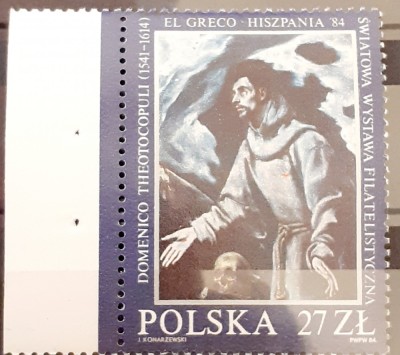 EL GRECO HISZPANIA '84
DOMENICO THEOTOCOPULI (1541-1614)
ŚWIATOWA WYSTAWA FILATELISTYCZNA
POLSKA 27 ZŁ
J. KOMARZEWSKI
PWPW 84.